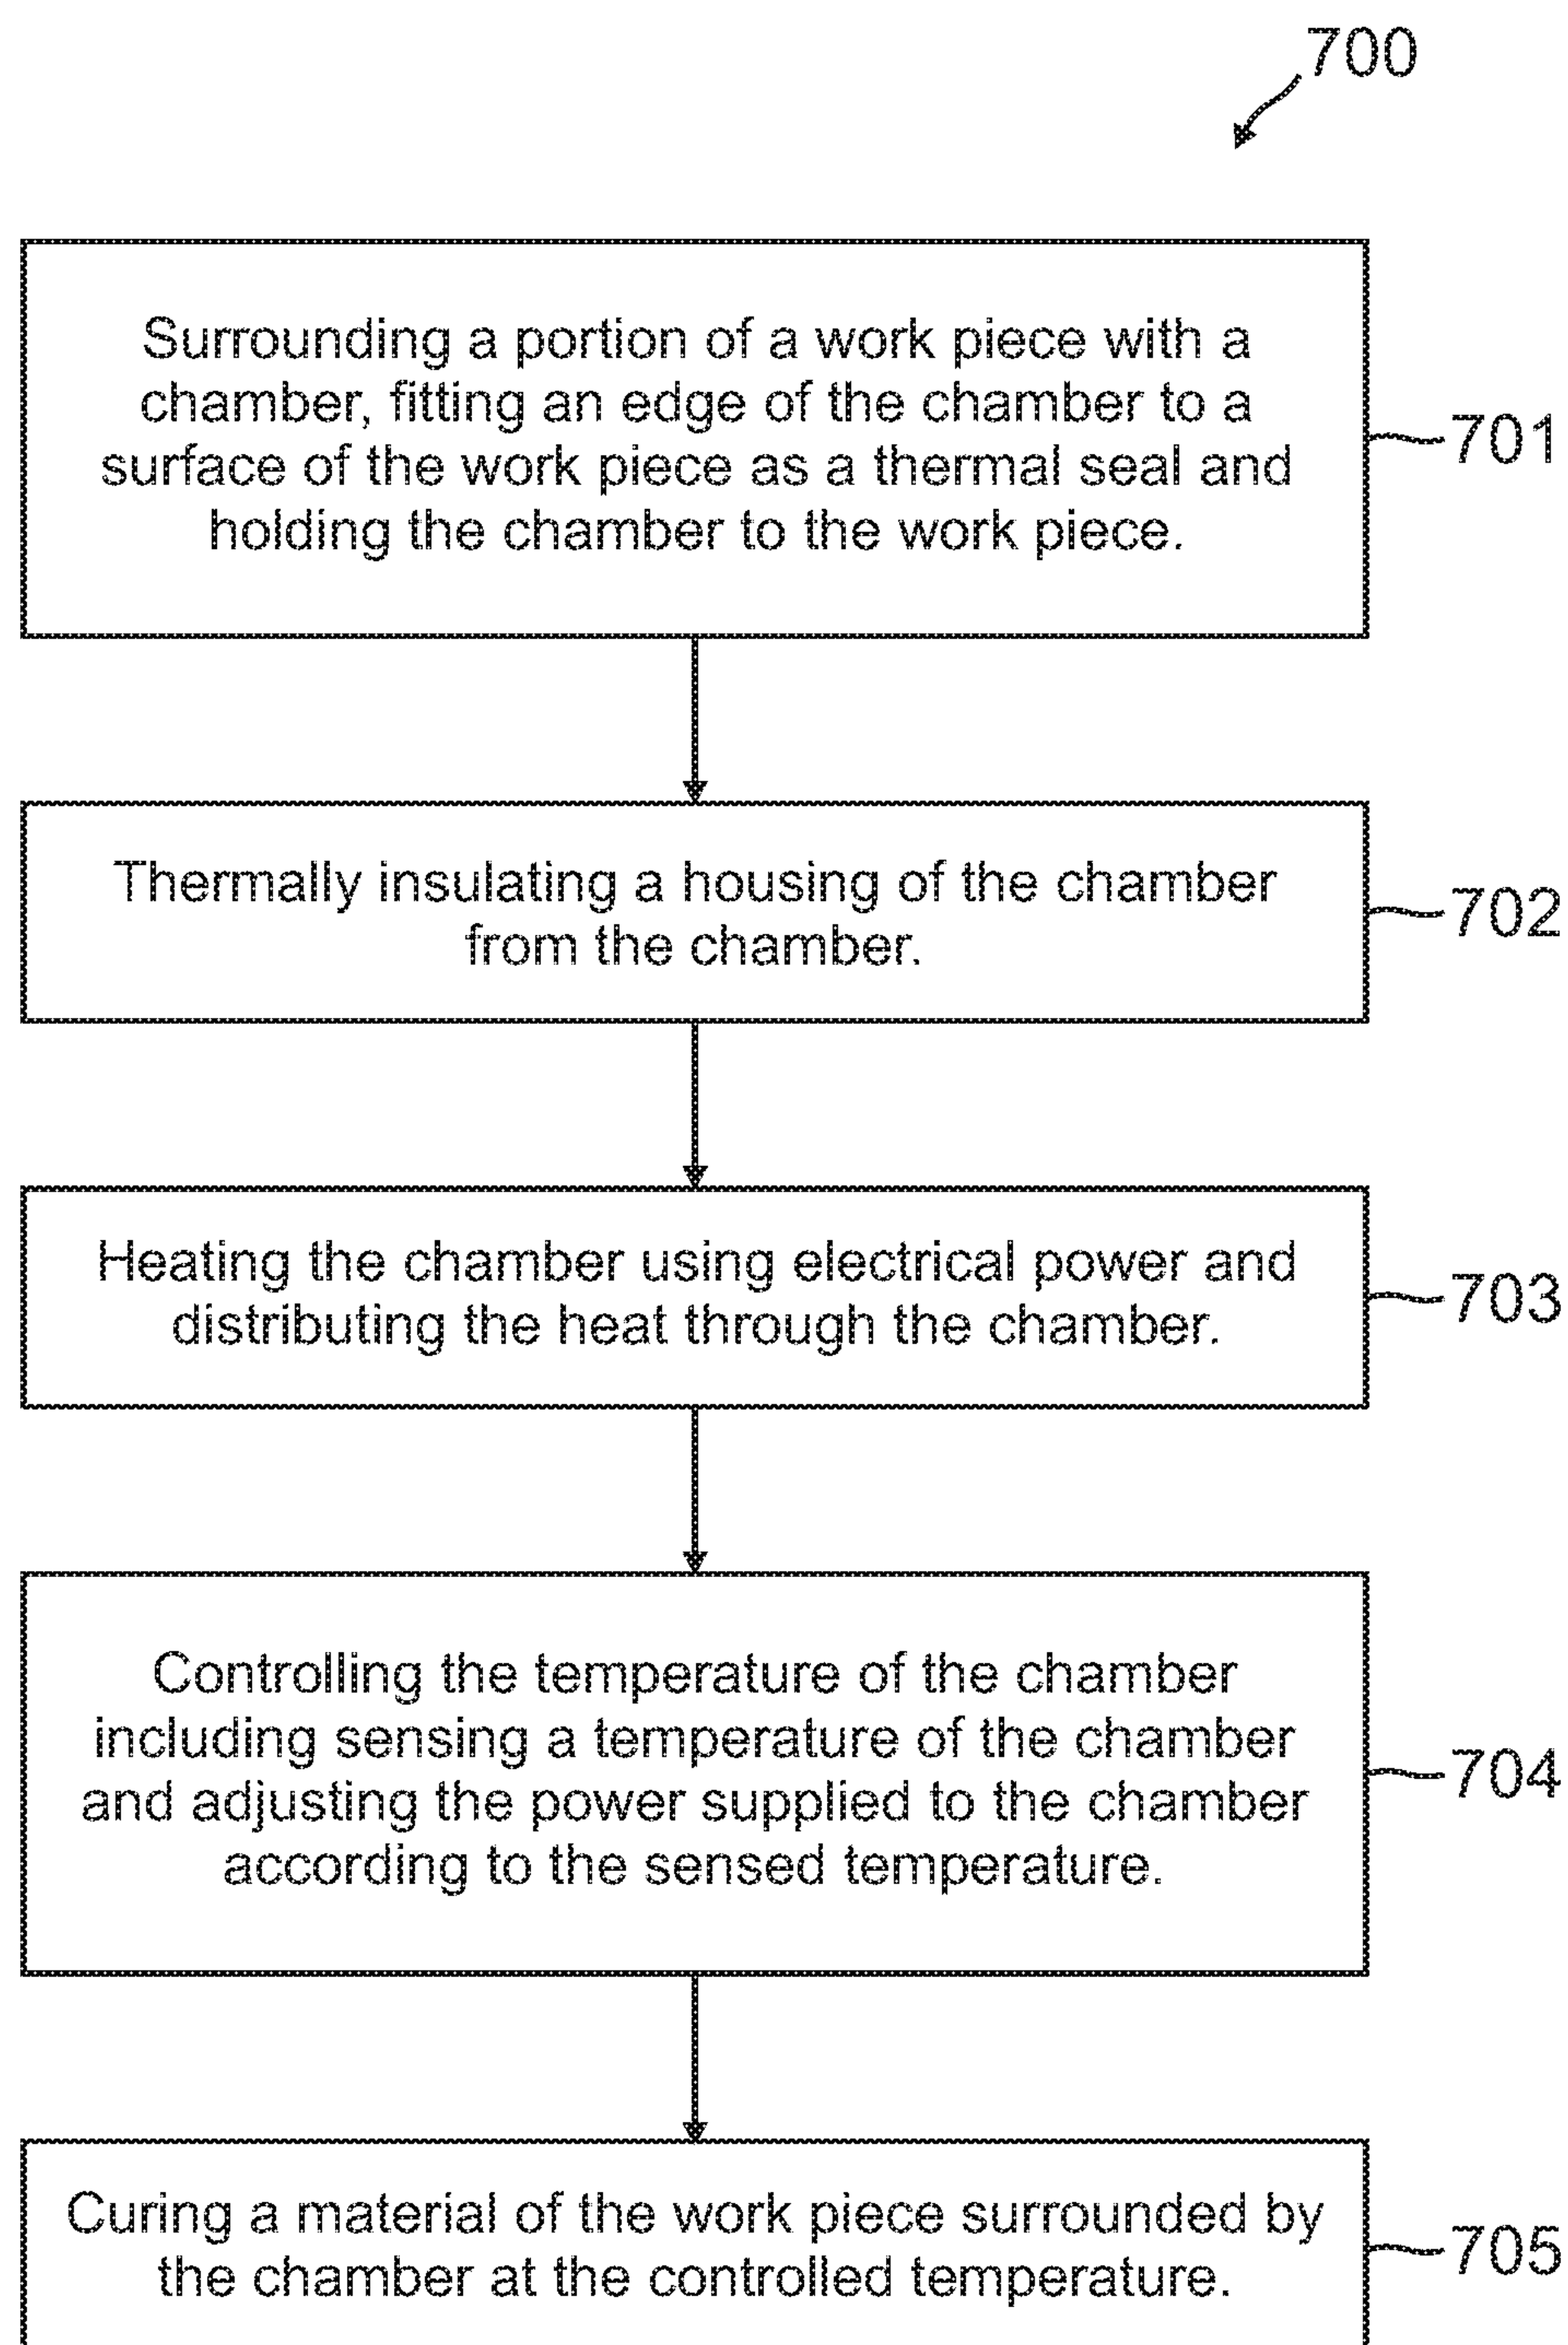 700
Surrounding a portion of a work piece with a
chamber, fitting an edge of the chamber to a
surface of the work piece as a thermal seal and
holding the chamber to the work piece.
701
Thermally insulating a housing of the chamber
from the chamber.
702
Heating the chamber using electrical power and
distributing the heat through the chamber.
703
Controlling the temperature of the chamber
including sensing a temperature of the chamber
and adjusting the power supplied to the chamber
according to the sensed temperature.
704
Curing a material of the work piece surrounded by
the chamber at the controlled temperature.
705